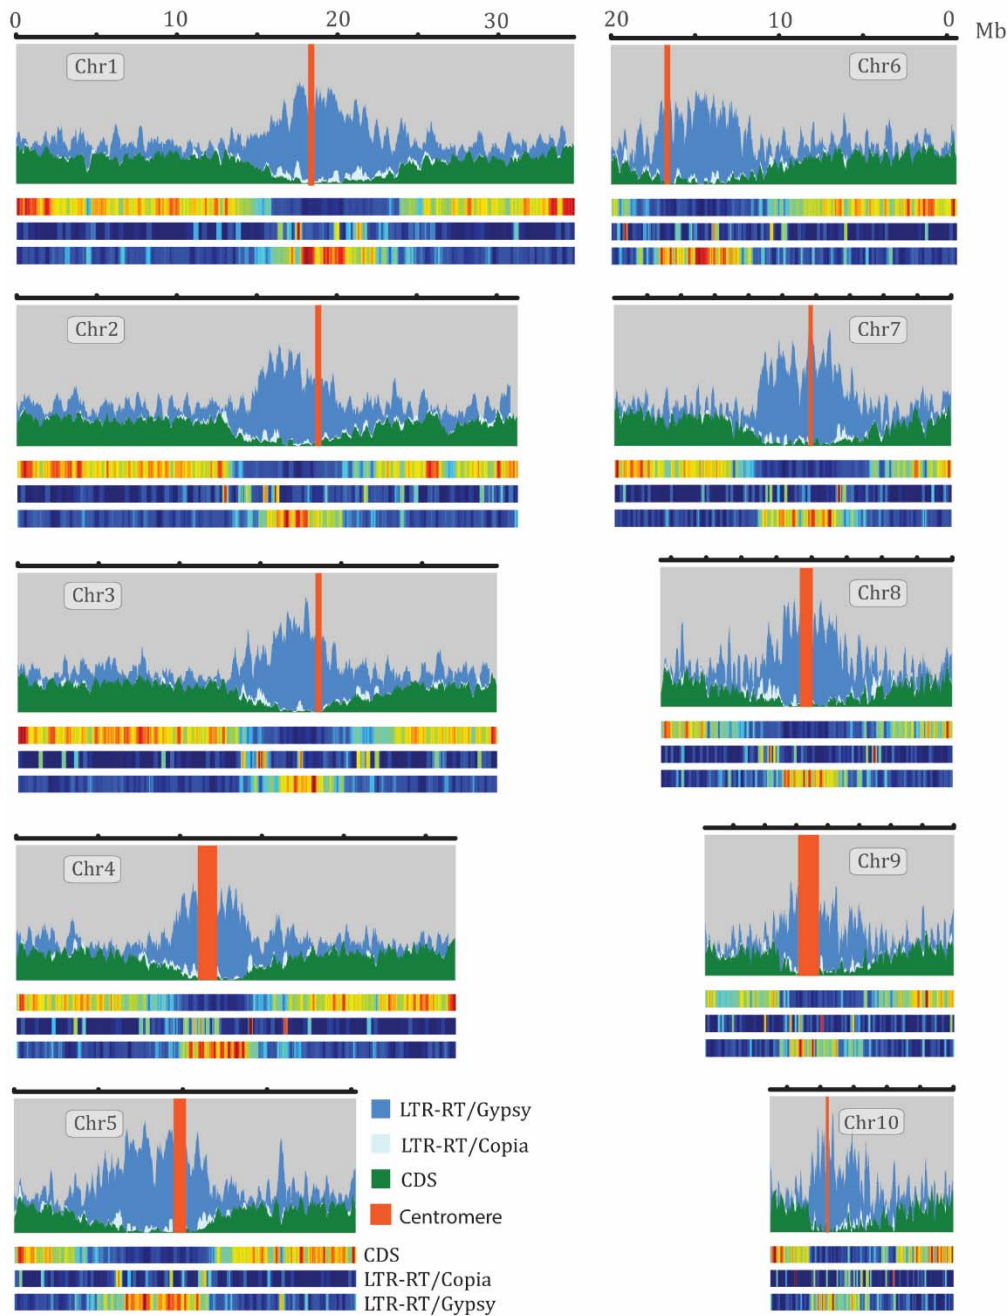 0 10 20 30
20 10 0 Mb
Chr1
Chr6
Chr2
Chr7
Chr3
Chr8
Chr4
Chr9
Chr5
LTR-RT/Gypsy
LTR-RT/Copia
CDS
Centromere
Chr10
CDS
LTR-RT/Copia
LTR-RT/Gypsy